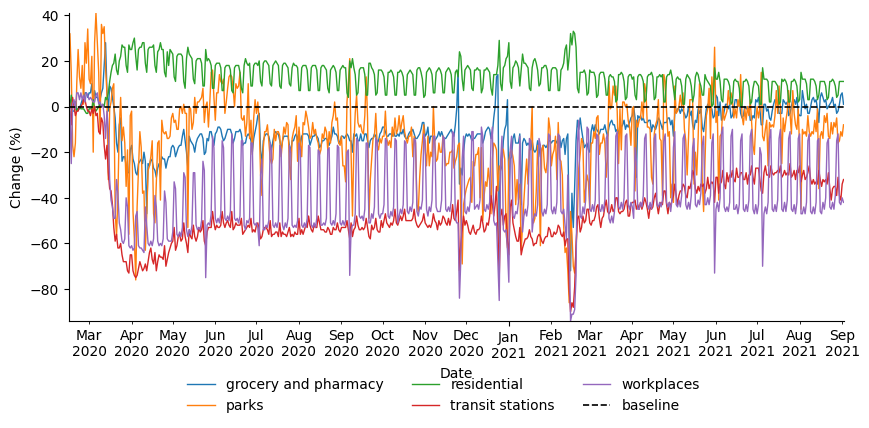 40
20
0
−20
−40
−60
−80
Change (%)
Mar Apr May Jun Jul Aug Sep Oct Nov Dec Jan Feb Mar Apr May Jun Jul Aug Sep
2020 2020 2020 2020 2020 2020 2020 2020 2020 2020 2021 2021 2021 2021 2021 2021 2021 2021 2021
Date
grocery and pharmacy residential workplaces
parks transit stations baseline